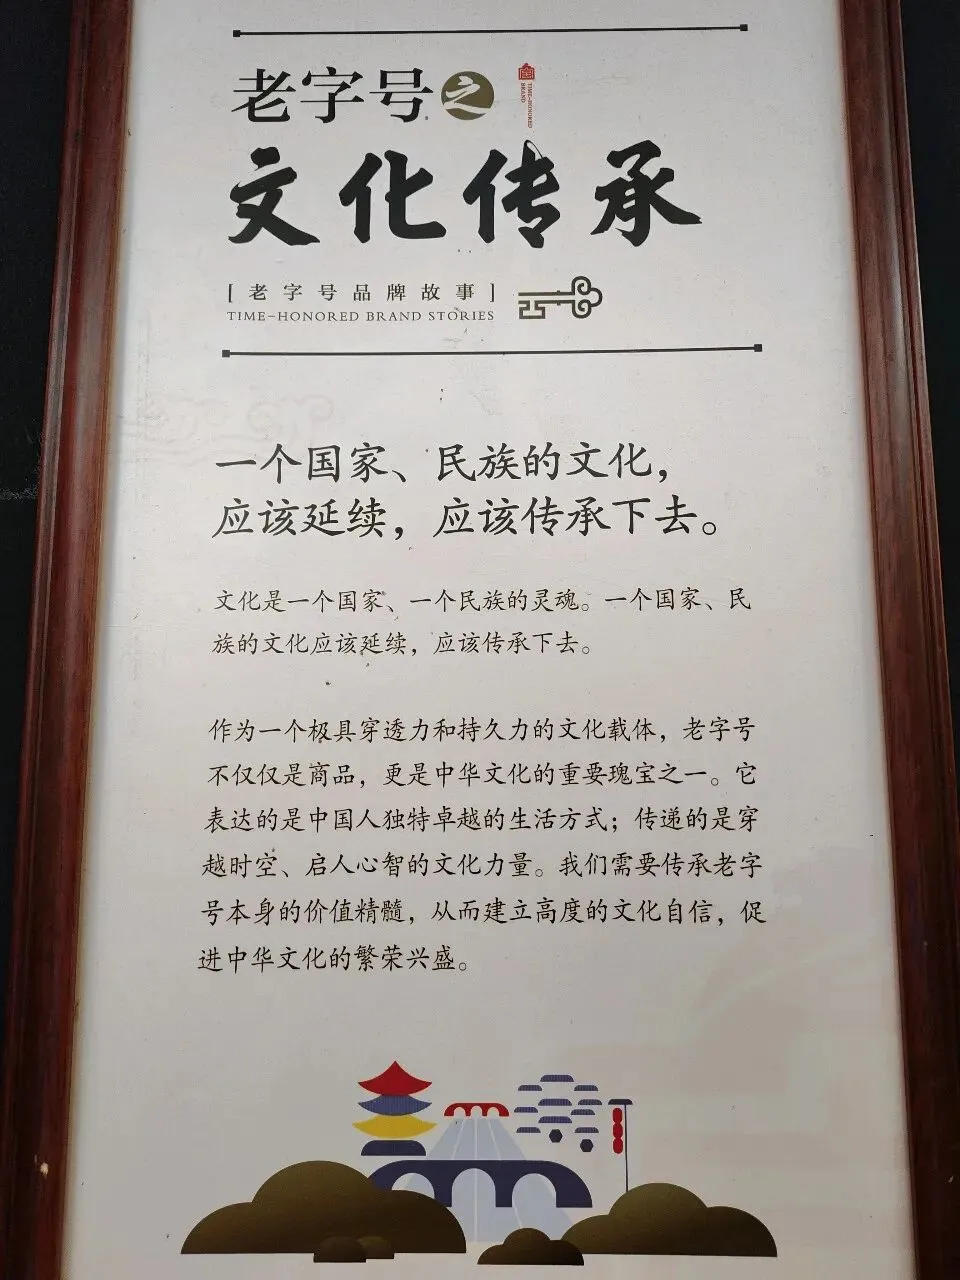 老字号之
TIME-HONORED
BRAND
文化传承
[老字号品牌故事]
TIME-HONORED BRAND STORIES
一个国家、民族的文化，
应该延续，应该传承下去。
文化是一个国家、一个民族的灵魂。一个国家、民
族的文化应该延续，应该传承下去。
作为一个极具穿透力和持久力的文化载体，老字号
不仅仅是商品，更是中华文化的重要瑰宝之一。它
表达的是中国人独特卓越的生活方式；传递的是穿
越时空、启人心智的文化力量。我们需要传承老字
号本身的价值精髓，从而建立高度的文化自信，促
进中华文化的繁荣兴盛。